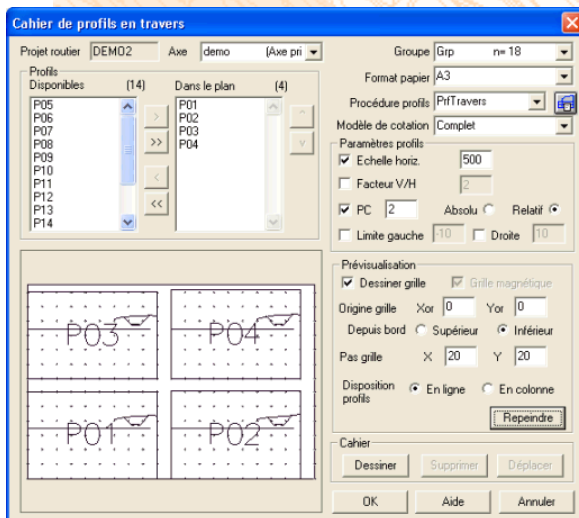 Cahier de profils en travers
Projet routier DEMO2 Axe demo (Axe pri
Profils
Disponibles (14) Dans le plan (4)
P05
P06
P07
P08
P09
P10
P11
P12
P13
P14
>
>>
<
<<
P01
P02
P03
P04
^
v
Groupe Grp n= 18
Format papier A3
Procédure profils PrfTravers
Modèle de cotation Complet
Paramètres profils
Echelle horiz. 500
Facteur V/H 2
PC 2 Absolu Relatif
Limite gauche -10 Droite 10
P03 P04
P01 P02
Prévisualisation
Dessiner grille Grille magnétique
Origine grille Xor 0 Yor 0
Depuis bord Supérieur Inférieur
Pas grille X 20 Y 20
Disposition profils En ligne En colonne
Repeindre
Cahier
Dessiner Supprimer Déplacer
OK Aide Annuler